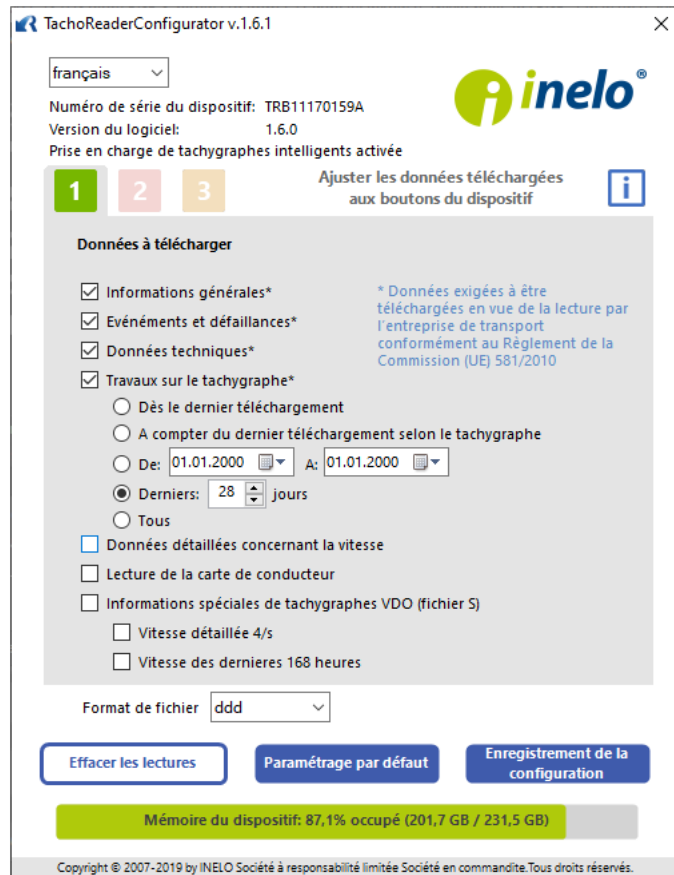 TachoReaderConfigurator v.1.6.1
français
inelo®
Numéro de série du dispositif: TRB11170159A
Version du logiciel: 1.6.0
Prise en charge de tachygraphes intelligents activée
1 2 3
Ajuster les données téléchargées
aux boutons du dispositif
i
Données à télécharger
Informations générales*
Evénéments et défaillances*
Données techniques*
Travaux sur le tachygraphe*
* Données exigées à être
téléchargées en vue de la lecture par
l'entreprise de transport
conformément au Règlement de la
Commission (UE) 581/2010
Dès le dernier téléchargement
A compter du dernier téléchargement selon le tachygraphe
De: 01.01.2000 A: 01.01.2000
Derniers: 28 jours
Tous
Données détaillées concernant la vitesse
Lecture de la carte de conducteur
Informations spéciales de tachygraphes VDO (fichier S)
Vitesse détaillée 4/s
Vitesse des dernieres 168 heures
Format de fichier ddd
Effacer les lectures
Paramétrage par défaut
Enregistrement de la
configuration
Mémoire du dispositif: 87,1% occupé (201,7 GB / 231,5 GB)
Copyright © 2007-2019 by INELO Société à responsabilité limitée Société en commandite.Tous droits réservés.